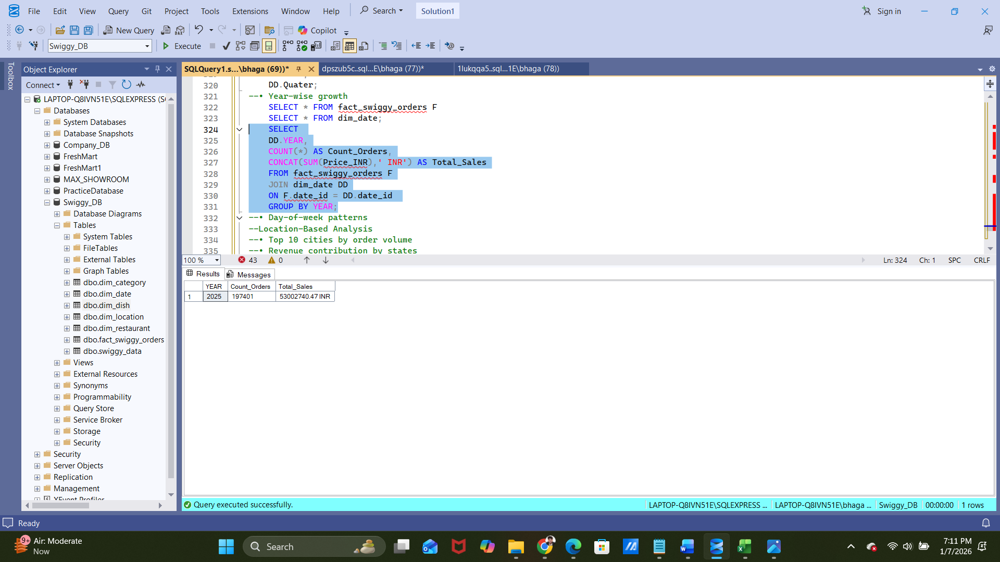 File Edit View Query Git Project Tools Extensions Window Help Search Solution1 Sign in
New Query DAX Copilot
Swiggy_DB Execute
Toolbox
Object Explorer
Connect
LAPTOP-Q8IVN51E\SQLEXPRESS (S
Databases
System Databases
Database Snapshots
Company_DB
FreshMart
FreshMart1
MAX_SHOWROOM
PracticeDatabase
Swiggy_DB
Database Diagrams
Tables
System Tables
FileTables
External Tables
Graph Tables
dbo.dim_category
dbo.dim_date
dbo.dim_dish
dbo.dim_location
dbo.dim_restaurant
dbo.fact_swiggy_orders
dbo.swiggy_data
Views
External Resources
Synonyms
Programmability
Query Store
Service Broker
Storage
Security
Security
Server Objects
Replication
Management
XEvent Profiler
SQLQuery1.s...\bhaga (69))* dpszub5c..sql...E\bhaga (77))* 1lukqqa5..sql...1E\bhaga (78))
320 DD.Quater;
321 --• Year-wise growth
322 SELECT * FROM fact_swiggy_orders F
323 SELECT * FROM dim_date;
324 SELECT
325 DD.YEAR,
326 COUNT(*) AS Count_Orders,
327 CONCAT(SUM(Price_INR),' INR') AS Total_Sales
328 FROM fact_swiggy_orders F
329 JOIN dim_date DD
330 ON F.date_id = DD.date_id
331 GROUP BY YEAR;
332 --• Day-of-week patterns
333 --Location-Based Analysis
334 --• Top 10 cities by order volume
335 --• Revenue contribution by states
100 % 43 0 Ln: 324 Ch: 1 SPC CRLF
Results Messages
YEAR Count_Orders Total_Sales
1 2025 197401 53002740.47 INR
Query executed successfully. LAPTOP-Q8IVN51E\SQLEXPRESS ... LAPTOP-Q8IVN51E\bhaga ... Swiggy_DB 00:00:00 1 rows
Ready
9+ Air: Moderate
Now
Search
7:11 PM
1/7/2026